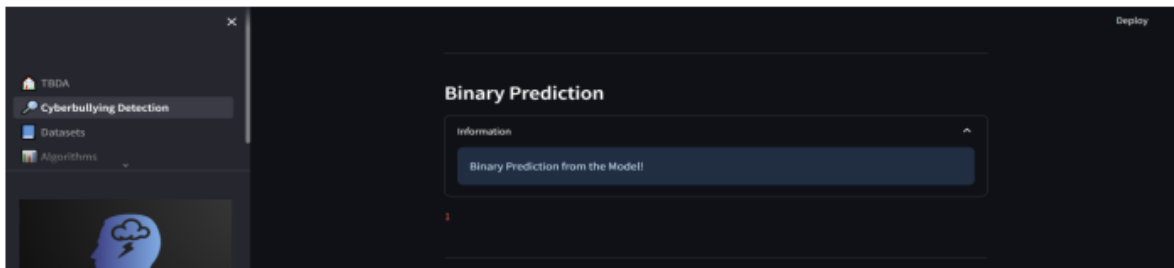 Deploy
TBDA
Cyberbullying Detection
Datasets
Algorithms
Binary Prediction
Information
Binary Prediction from the Model!
1